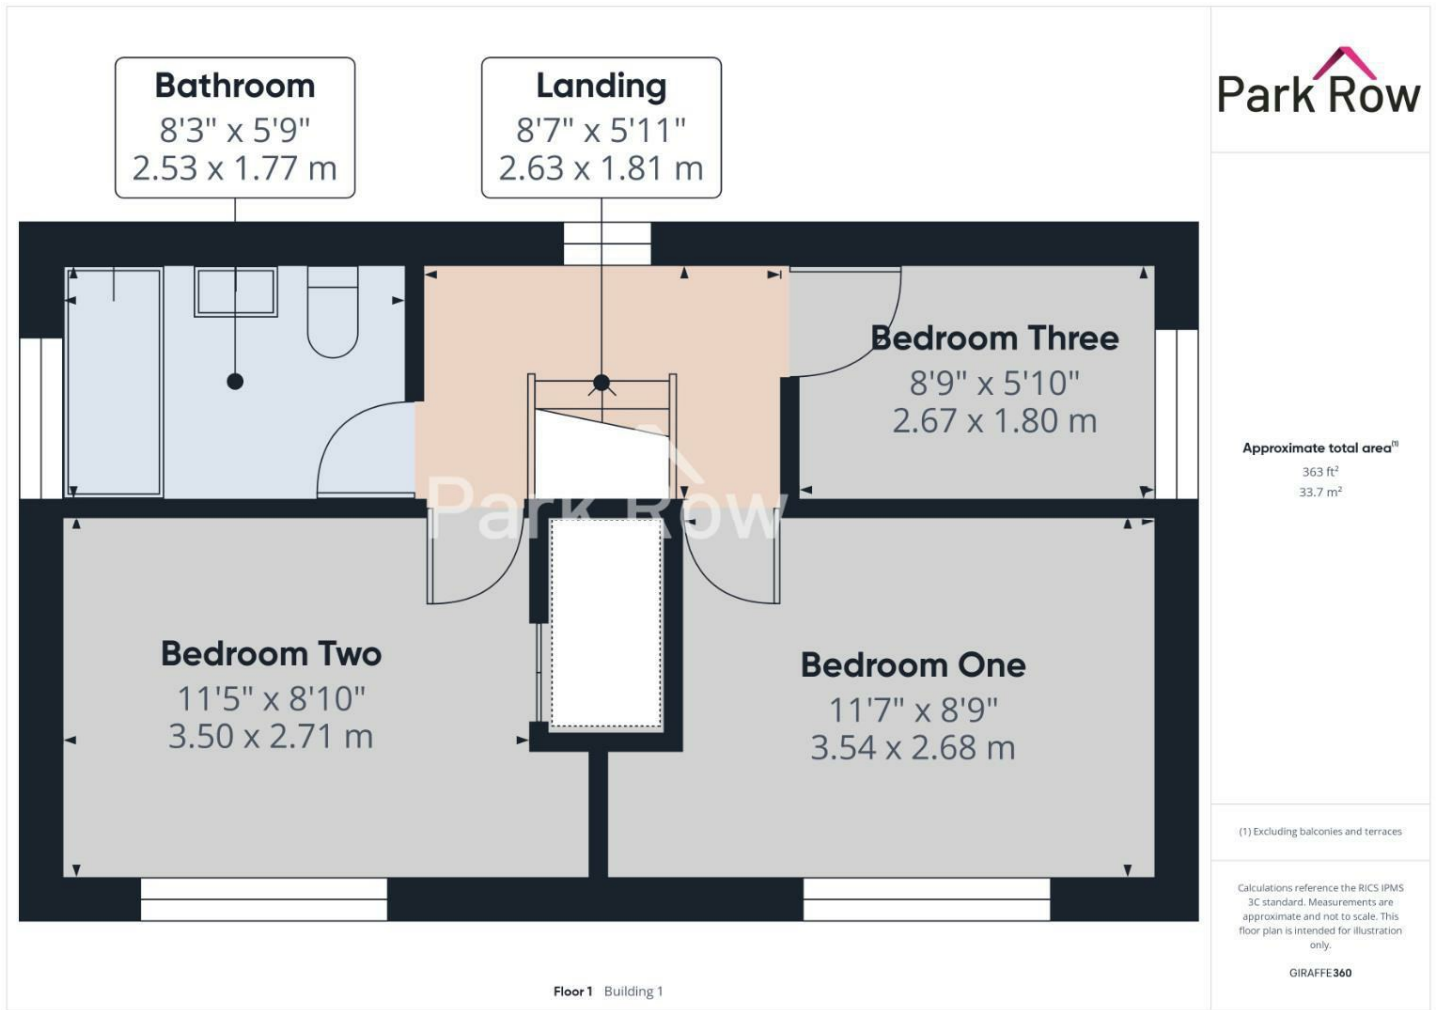 Bathroom
8'3" x 5'9"
2.53 x 1.77 m
Landing
8'7" x 5'11"
2.63 x 1.81 m
Park Row
Bedroom Three
8'9" x 5'10"
2.67 x 1.80 m
Approximate total area(1)
363 ft²
33.7 m²
Park Row
Bedroom Two
11'5" x 8'10"
3.50 x 2.71 m
Bedroom One
11'7" x 8'9"
3.54 x 2.68 m
(1) Excluding balconies and terraces
Calculations reference the RICS IPMS
3C standard. Measurements are
approximate and not to scale. This
floor plan is intended for illustration
only.
GIRAFFE360
Floor 1 Building 1